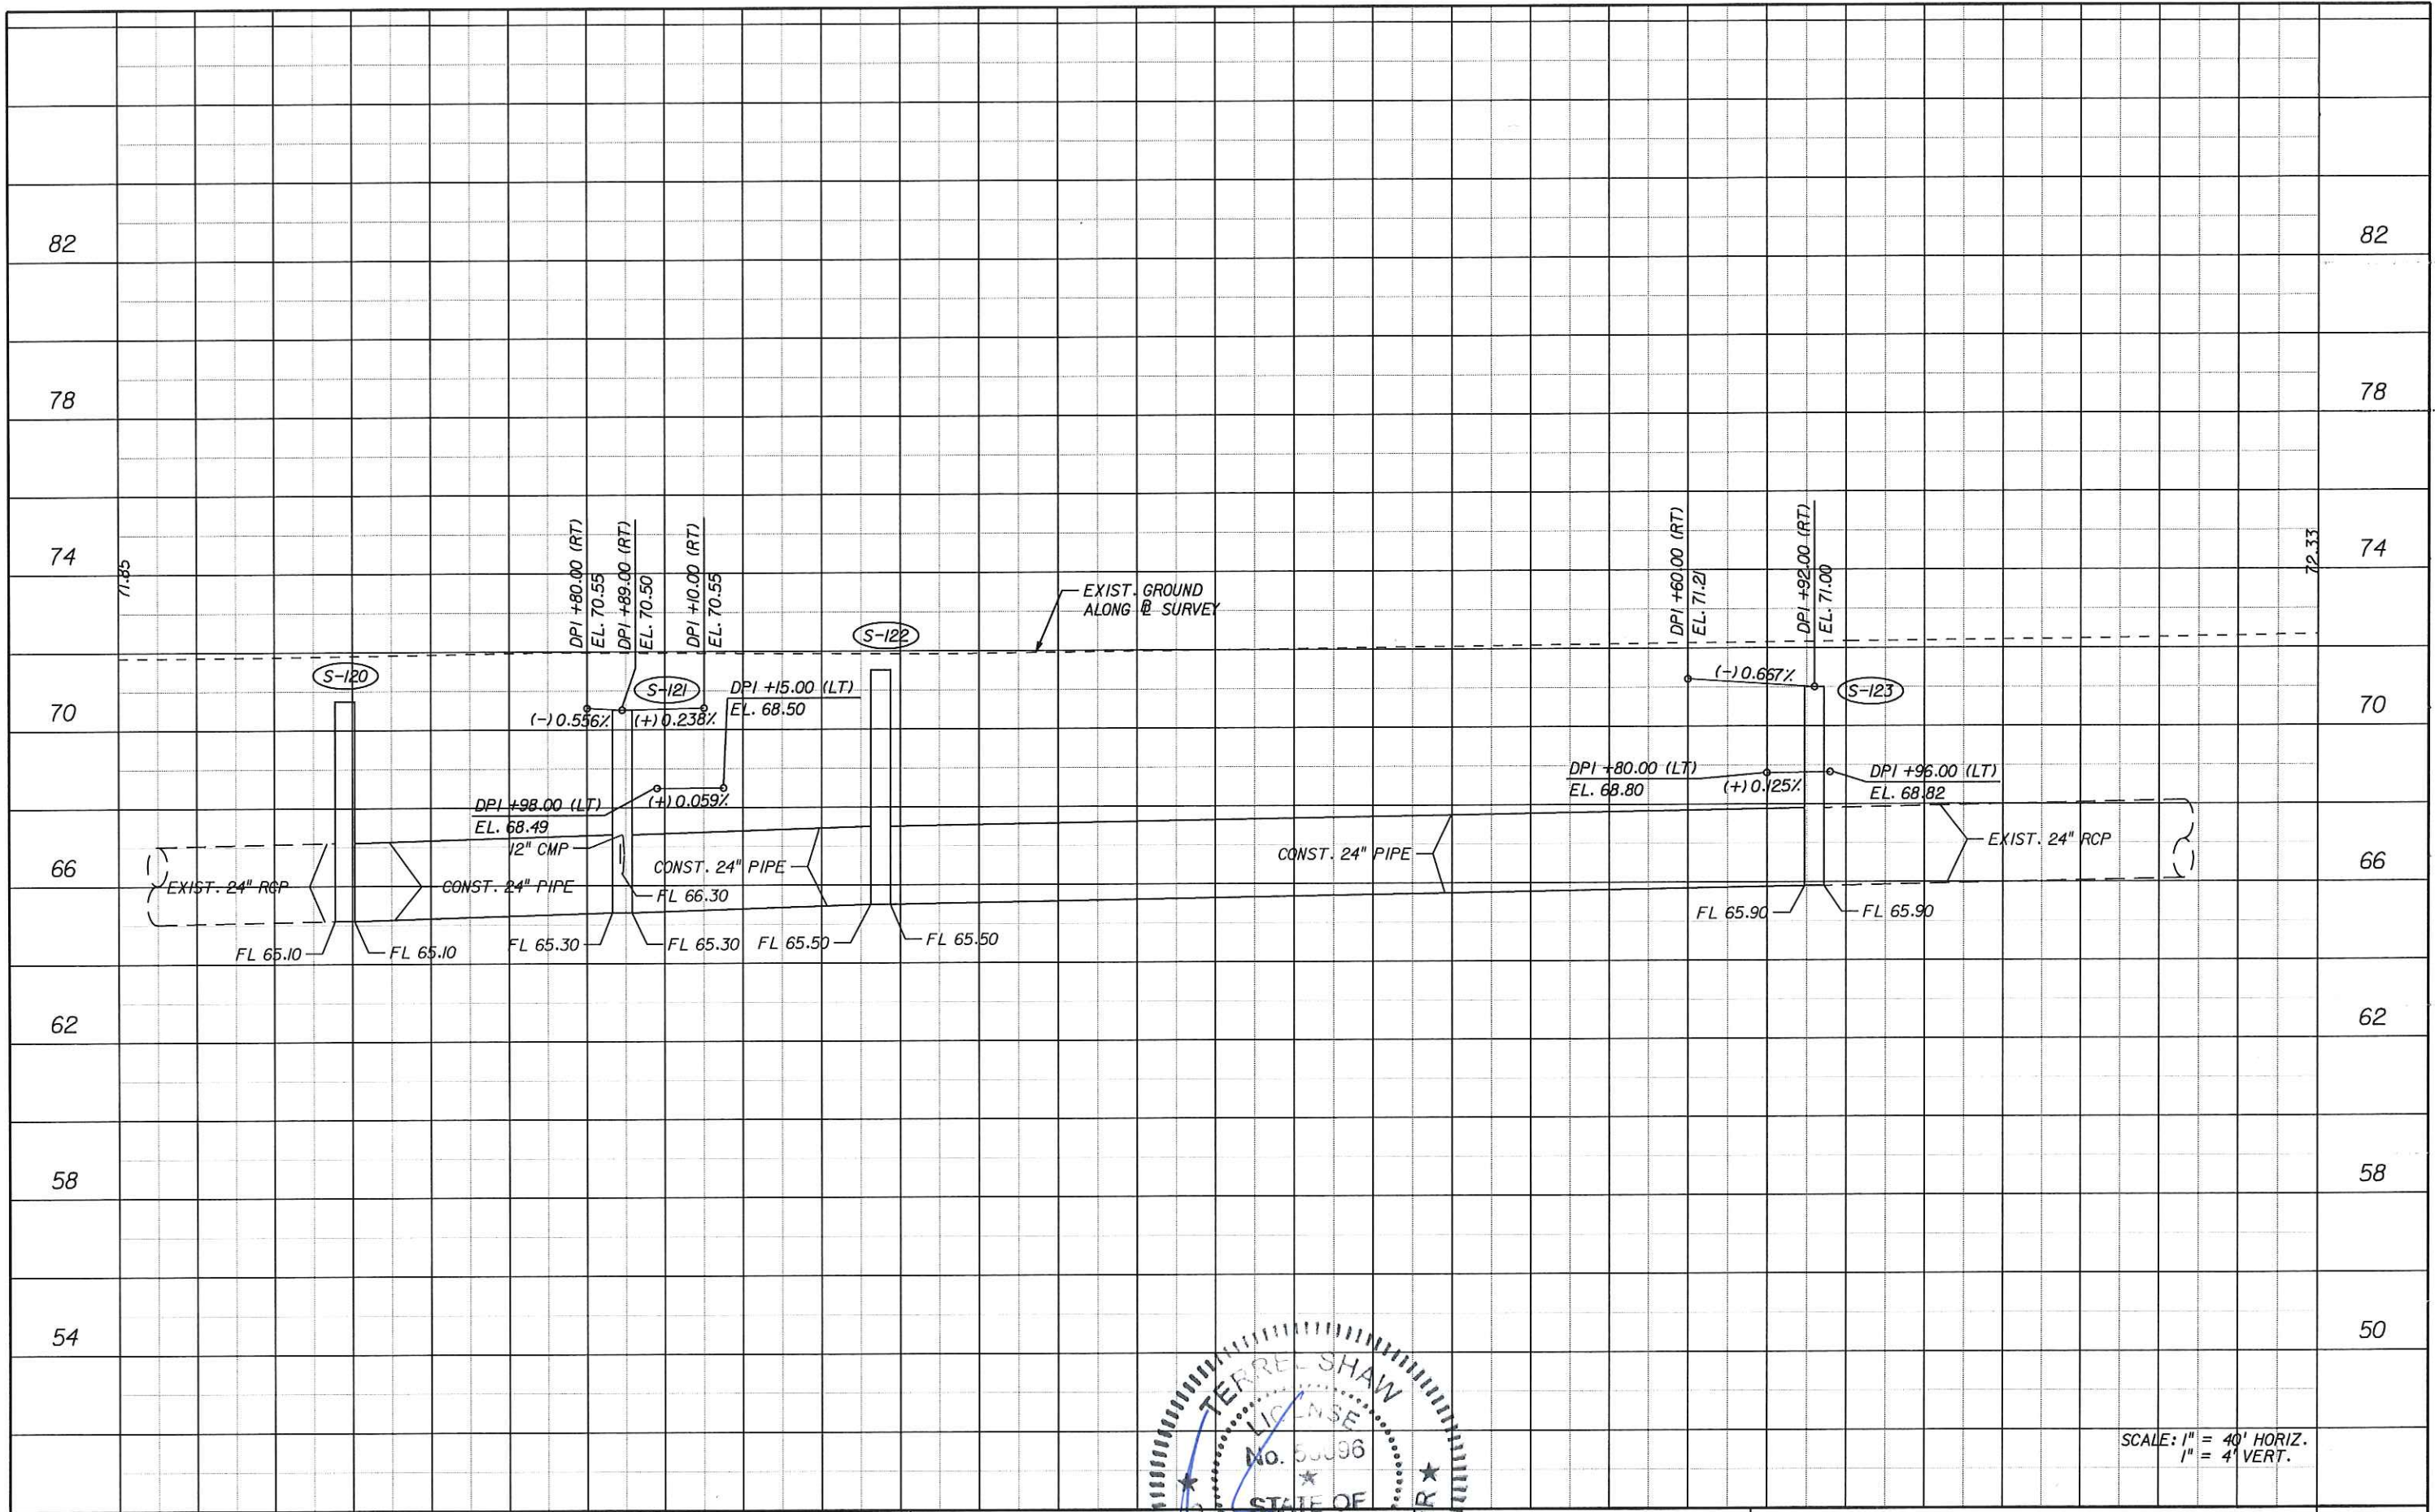 82
82
78
78
74
74
71.85
72.33
DPI +80.00 (RT)
EL. 70.55
DPI +89.00 (RT)
EL. 70.50
DPI +10.00 (RT)
EL. 70.55
EXIST. GROUND
ALONG ℄ SURVEY
DPI +60.00 (RT)
EL. 71.21
DPI +92.00 (RT)
EL. 71.00
S-120
S-121
S-122
S-123
70
70
(-) 0.556%
(+) 0.238%
DPI +15.00 (LT)
EL. 68.50
(-) 0.667%
DPI +98.00 (LT)
EL. 68.49
(+) 0.059%
DPI +80.00 (LT)
EL. 68.80
(+) 0.125%
DPI +96.00 (LT)
EL. 68.82
66
66
EXIST. 24" RCP
CONST. 24" PIPE
12" CMP
CONST. 24" PIPE
FL 66.30
CONST. 24" PIPE
EXIST. 24" RCP
FL 65.10
FL 65.10
FL 65.30
FL 65.30
FL 65.50
FL 65.50
FL 65.90
FL 65.90
62
62
58
58
54
50
TERREL SHAW
LICENSE
No.
STATE OF
SCALE: 1" = 40' HORIZ.
1" = 4' VERT.